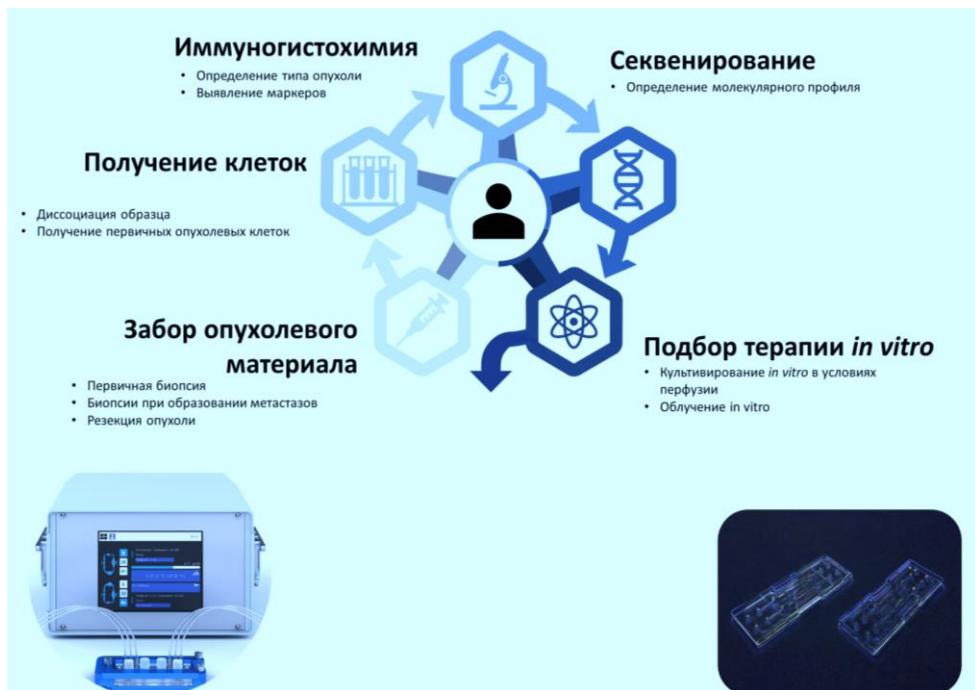 Иммуногистохимия
• Определение типа опухоли
• Выявление маркеров
Секвенирование
• Определение молекулярного профиля
Получение клеток
• Диссоциация образца
• Получение первичных опухолевых клеток
Забор опухолевого
материала
• Первичная биопсия
• Биопсии при образовании метастазов
• Резекция опухоли
Подбор терапии in vitro
• Культивирование in vitro в условиях
перфузии
• Облучение in vitro